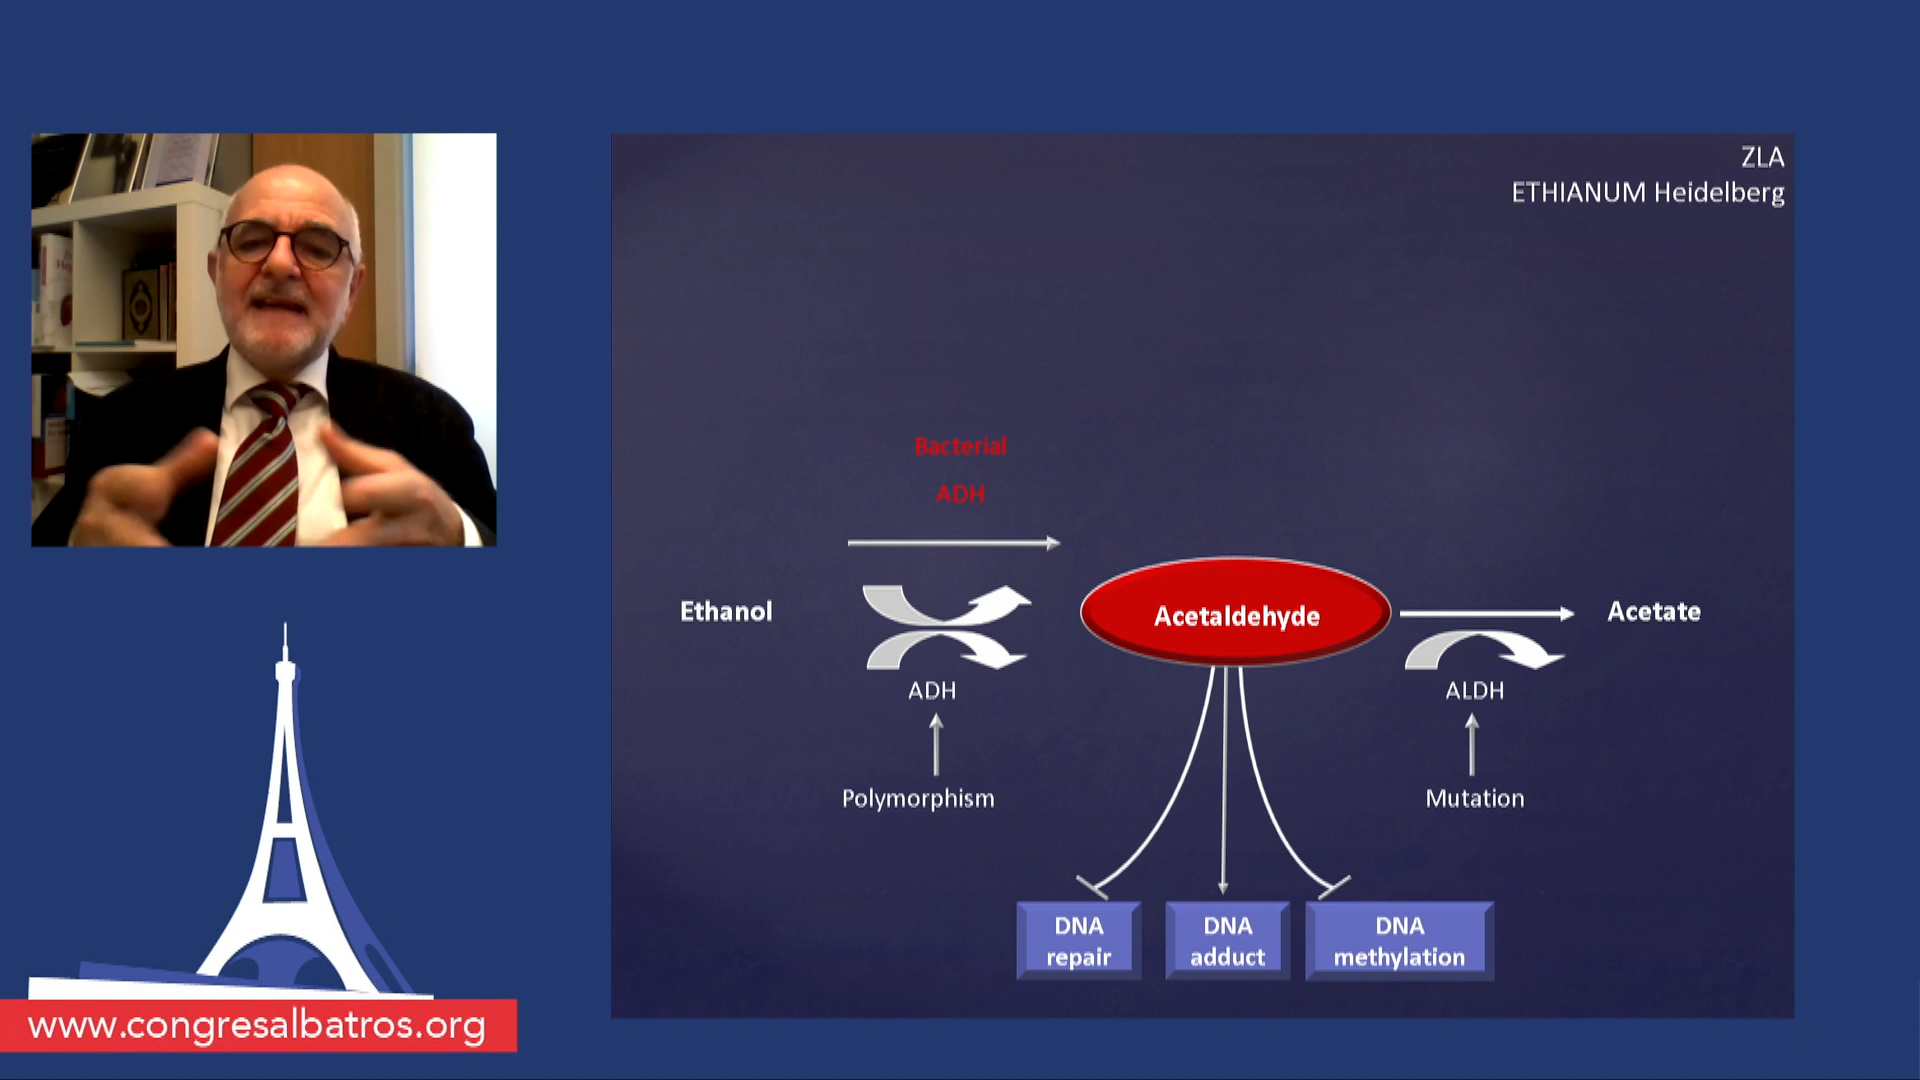 ZLA
ETHIANUM Heidelberg
Bacterial
ADH
Ethanol
Acetaldehyde
Acetate
ADH
ALDH
Polymorphism
Mutation
DNA
repair
DNA
adduct
DNA
methylation
www.congresalbatros.org